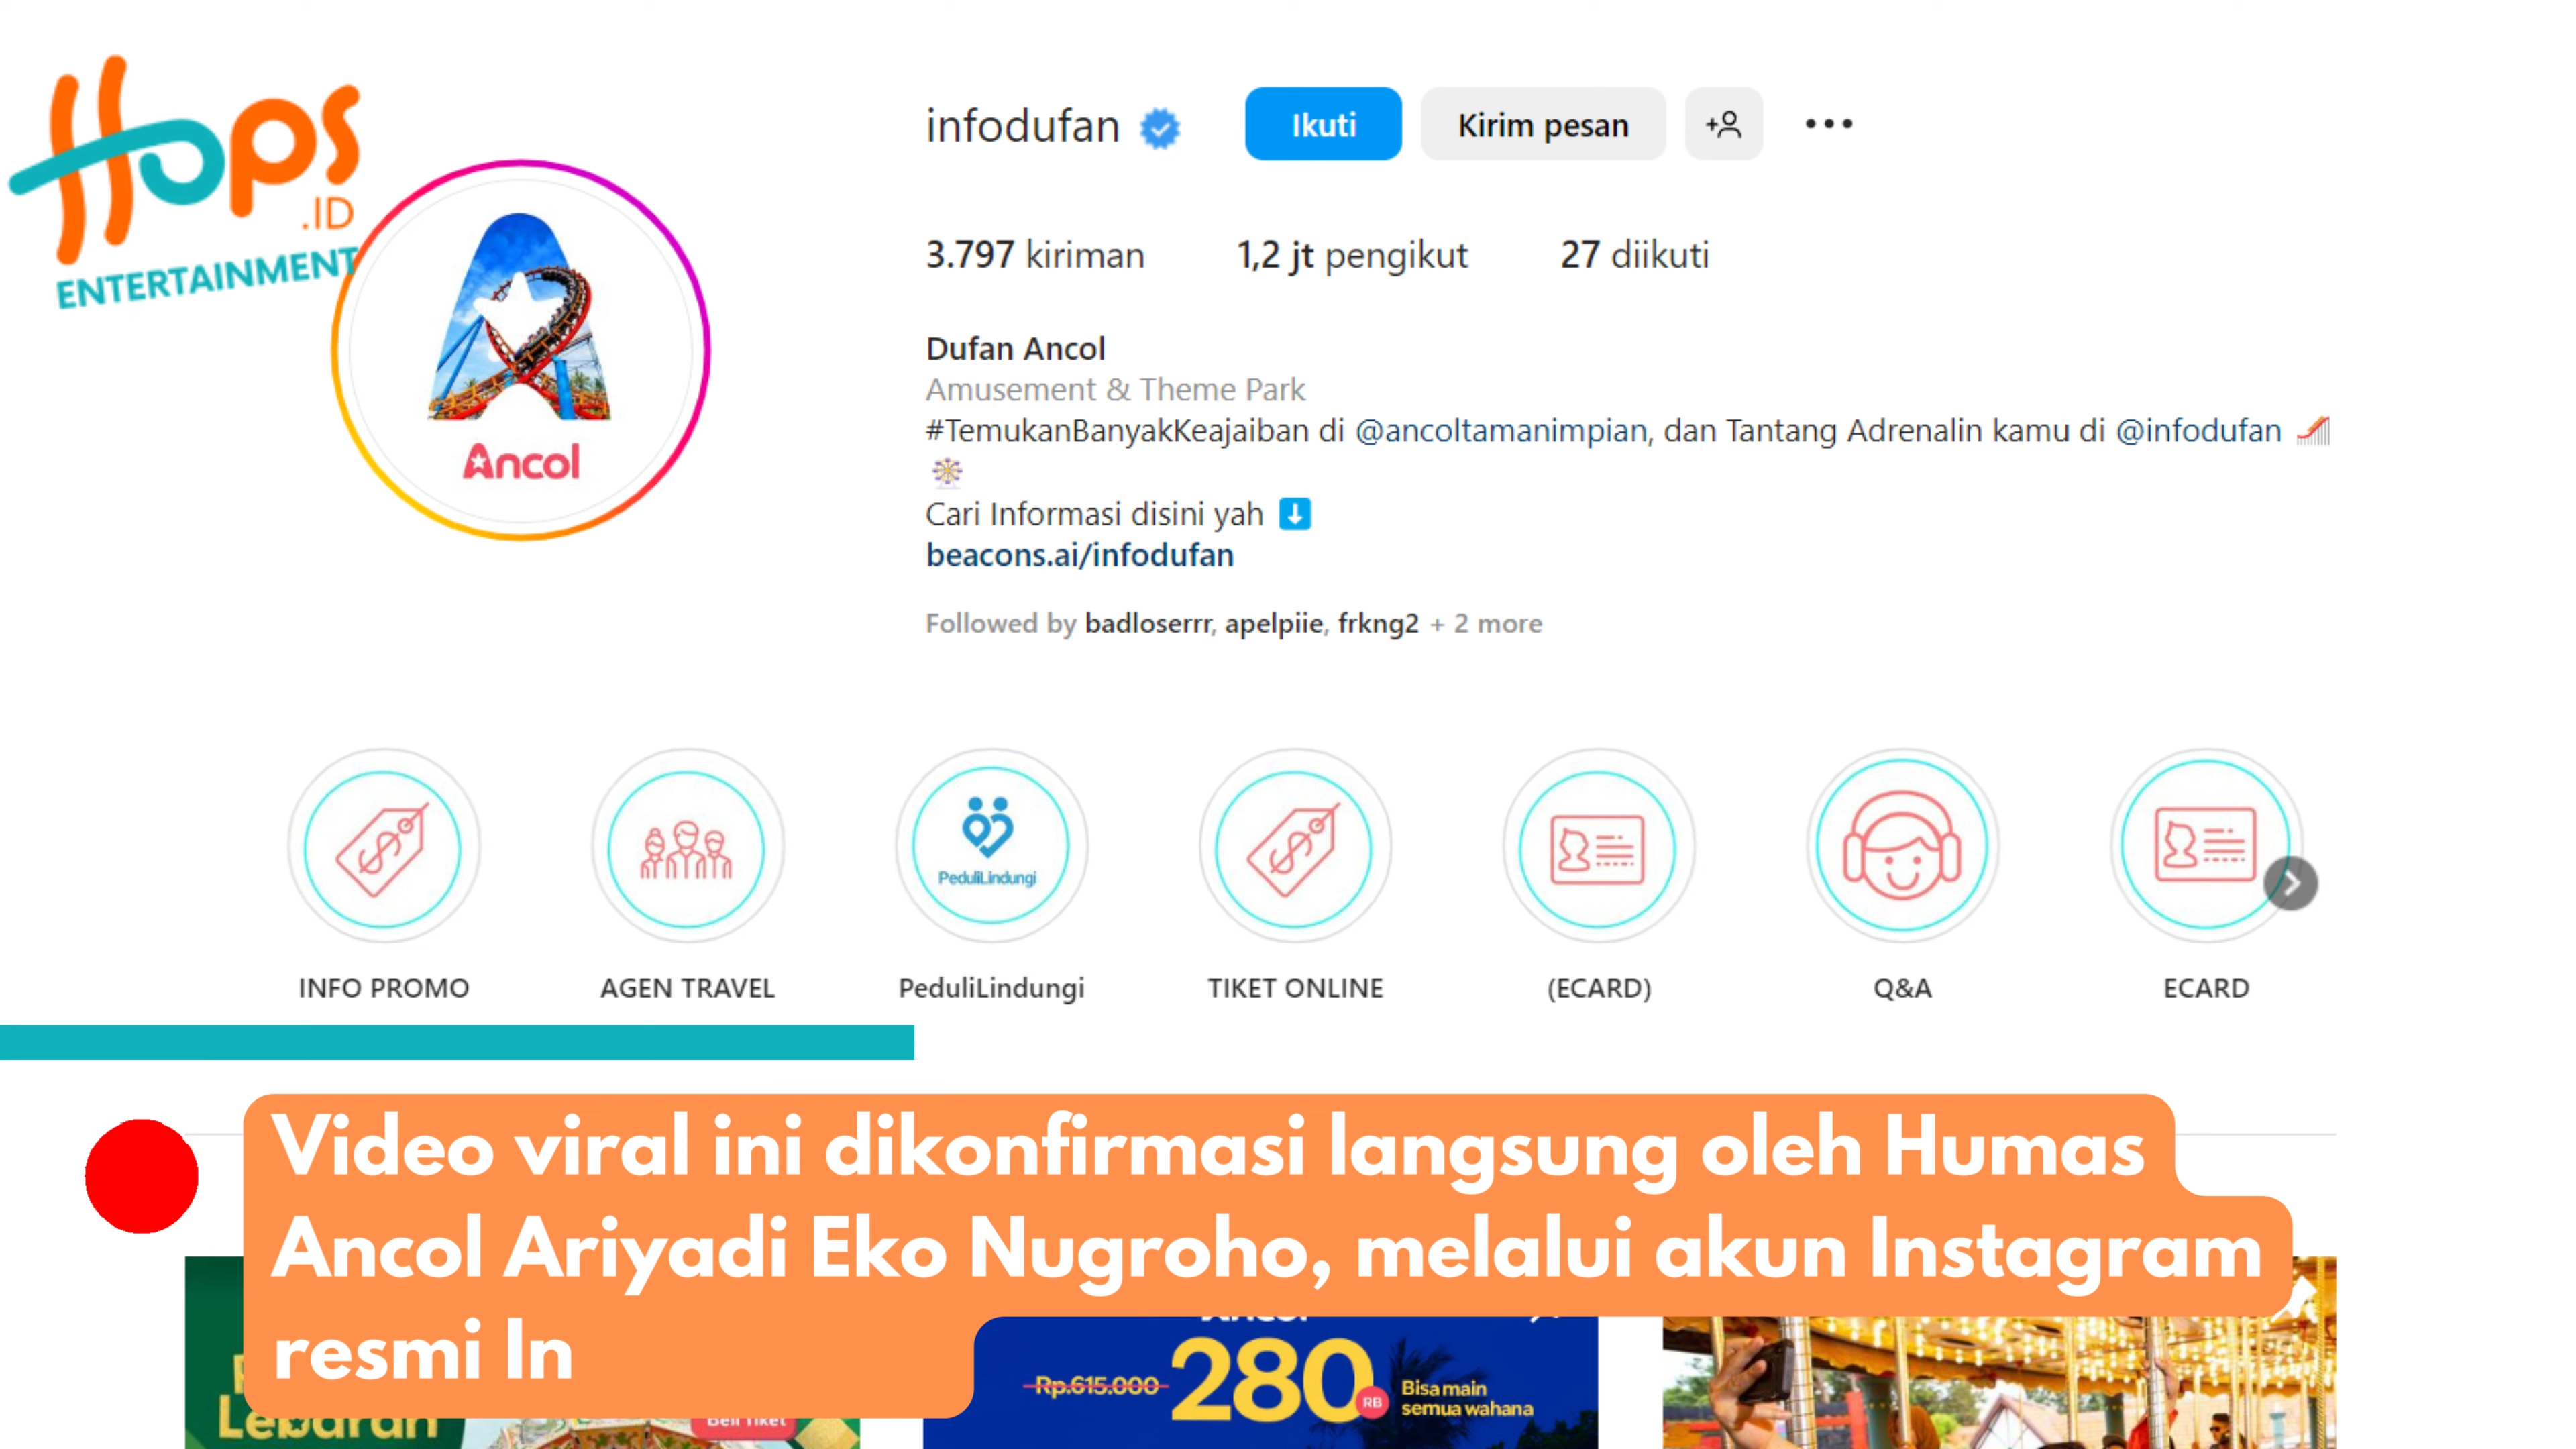 Hops
.ID
ENTERTAINMENT
Ancol
infodufan
Ikuti
Kirim pesan
3.797 kiriman
1,2 jt pengikut
27 diikuti
Dufan Ancol
Amusement & Theme Park
#TemukanBanyakKeajaiban di @ancoltamanimpian, dan Tantang Adrenalin kamu di @infodufan
Cari Informasi disini yah
beacons.ai/infodufan
Followed by badloserrr, apelpiie, frkng2 + 2 more
PeduliLindungi
INFO PROMO
AGEN TRAVEL
PeduliLindungi
TIKET ONLINE
(ECARD)
Q&A
ECARD
Video viral ini dikonfirmasi langsung oleh Humas
Ancol Ariyadi Eko Nugroho, melalui akun Instagram
resmi In
Lebaran
Beli Tiket
Rp.615.000
280
RB
Bisa main
semua wahana